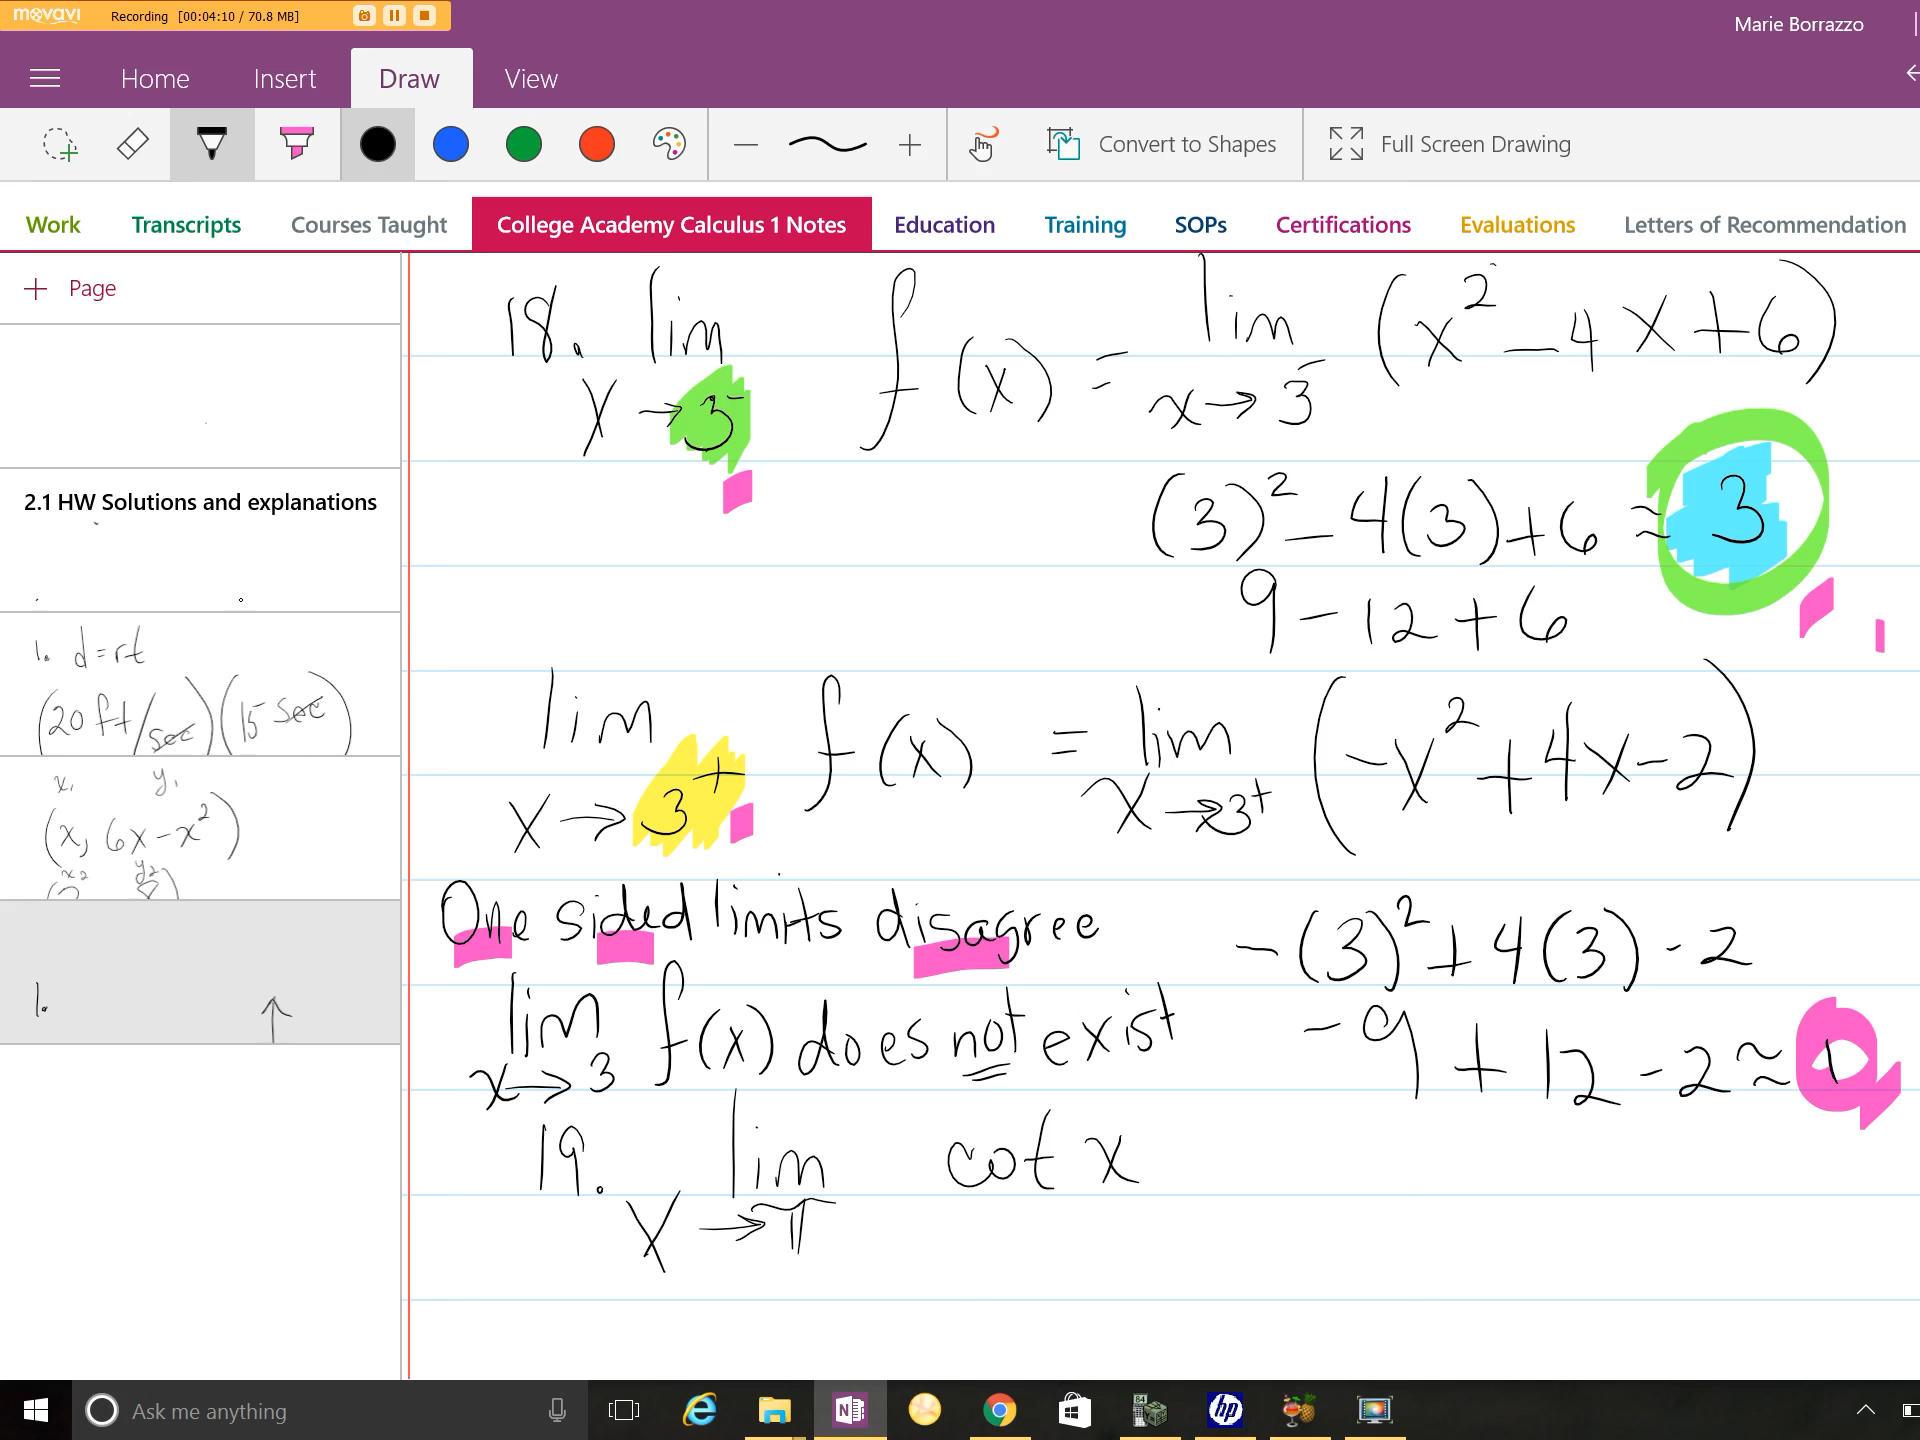 movavi Recording [00:04:10 / 70.8 MB]
Marie Borrazzo
Home Insert Draw View
Convert to Shapes Full Screen Drawing
Work Transcripts Courses Taught College Academy Calculus 1 Notes Education Training SOPs Certifications Evaluations Letters of Recommendation
+ Page
2.1 HW Solutions and explanations
1. d=rt
(20 ft/sec)(15 sec)
x₁ y₁
(x, 6x-x²)
x₂ y₂
1. ↑
18. lim f(x) = lim (x²-4x+6)
x→3⁻ x→3⁻
(3)²-4(3)+6 ≈ 3
9-12+6
lim f(x) = lim (-x²+4x-2)
x→3⁺ x→3⁺
One sided limits disagree
-(3)²+4(3)-2
lim f(x) does not exist
x→3
-9+12-2≈1
19. lim cot x
x→π
Ask me anything